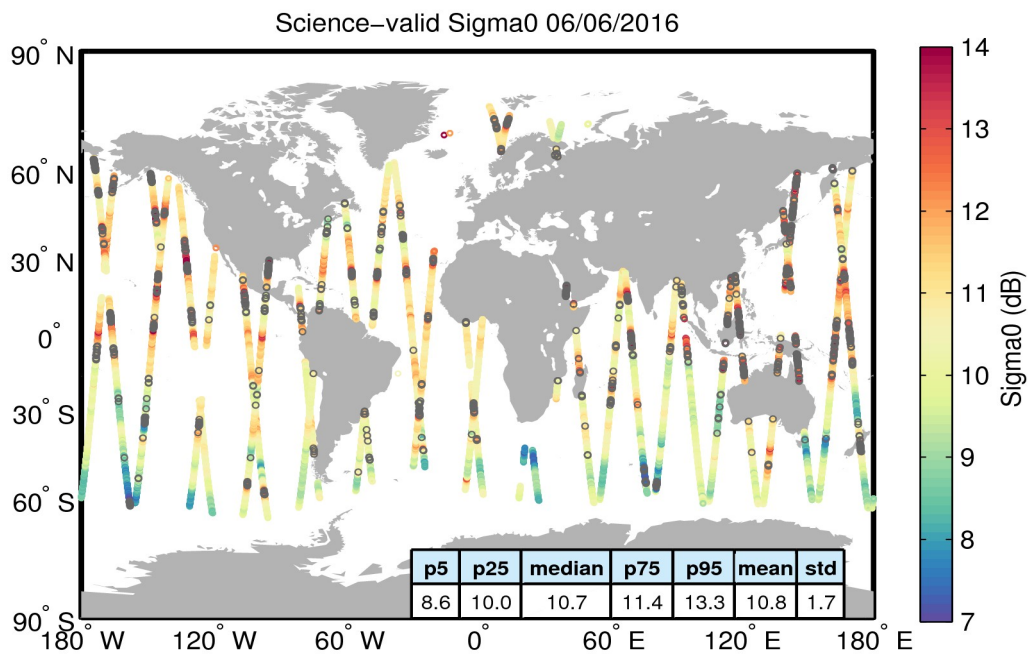 Science−valid Sigma0 06/06/2016
90° N
60° N
30° N
0°
30° S
60° S
90° S
180° W
120° W
60° W
0°
60° E
120° E
180° E
p5 p25 median p75 p95 mean std
8.6 10.0 10.7 11.4 13.3 10.8 1.7
14
13
12
11
10
9
8
7
Sigma0 (dB)